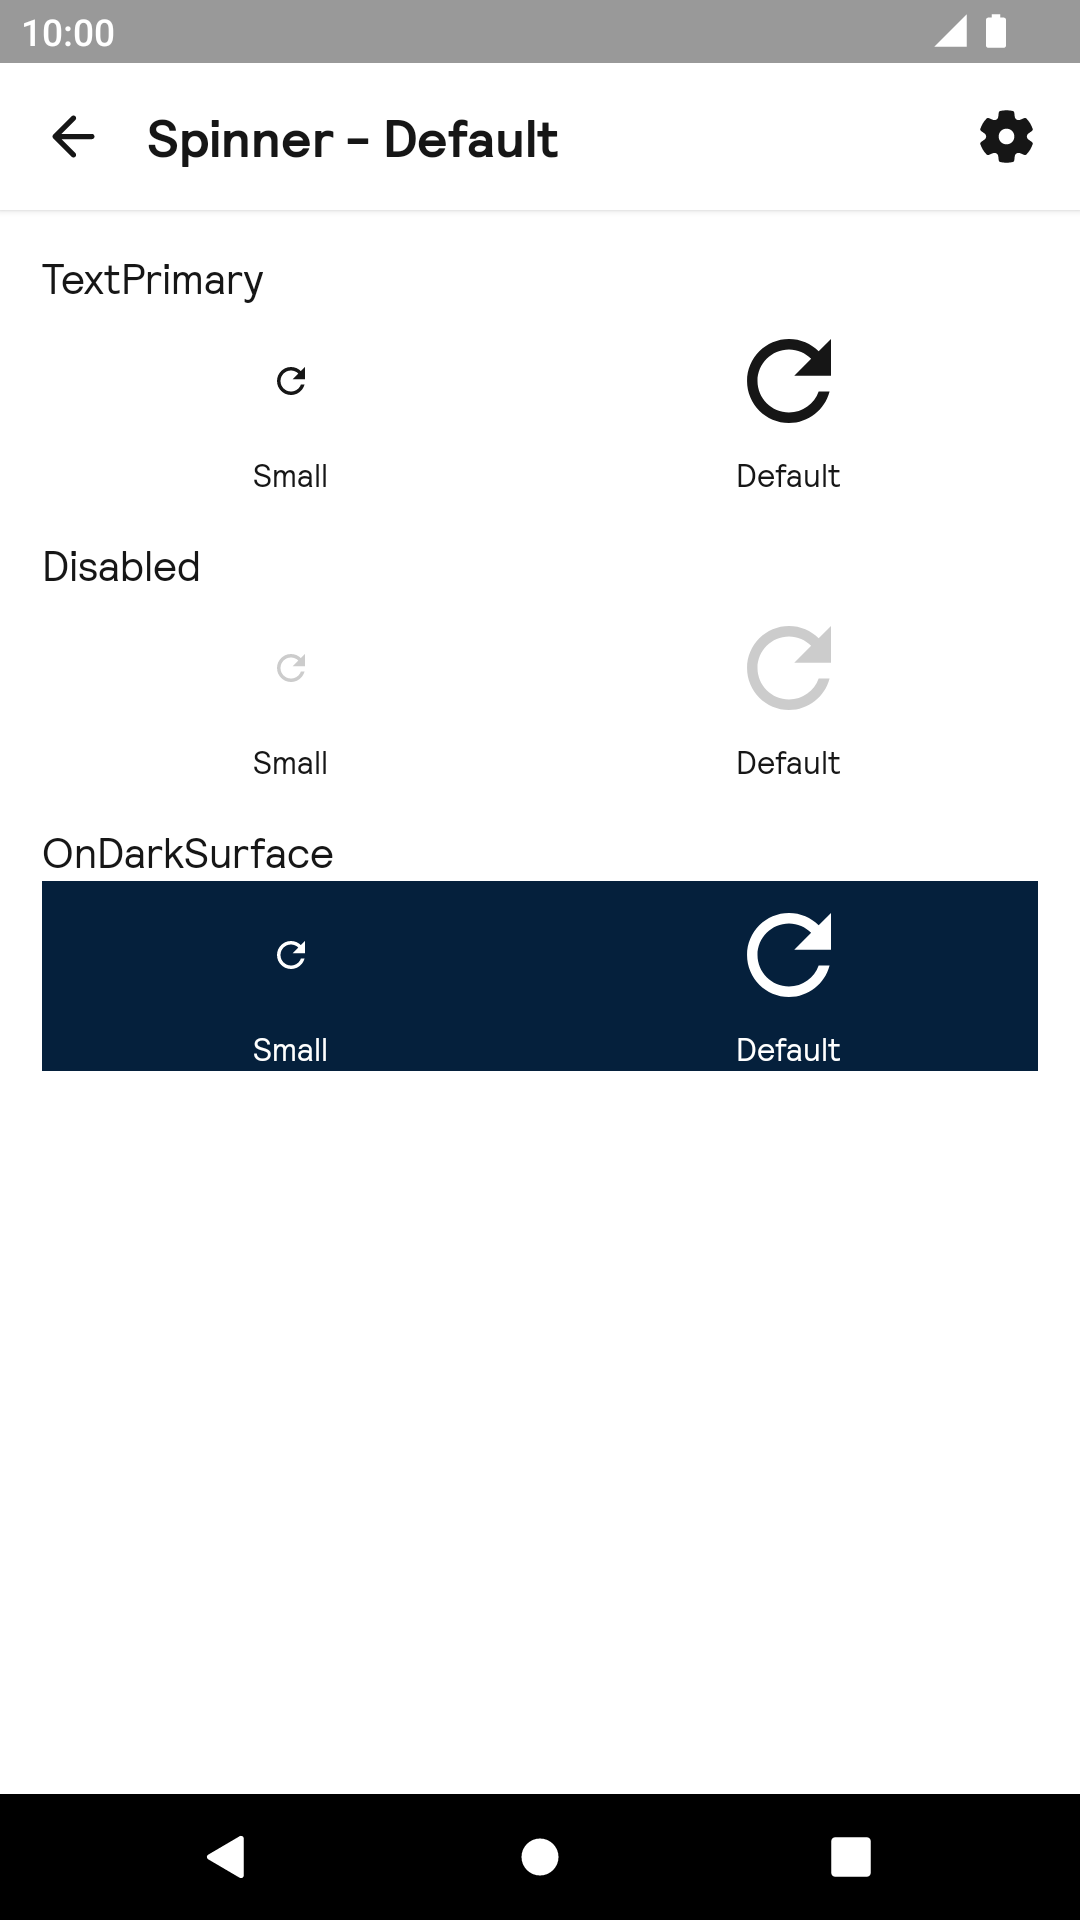 10:00
Spinner - Default
TextPrimary
Small
Default
Disabled
Small
Default
OnDarkSurface
Small
Default